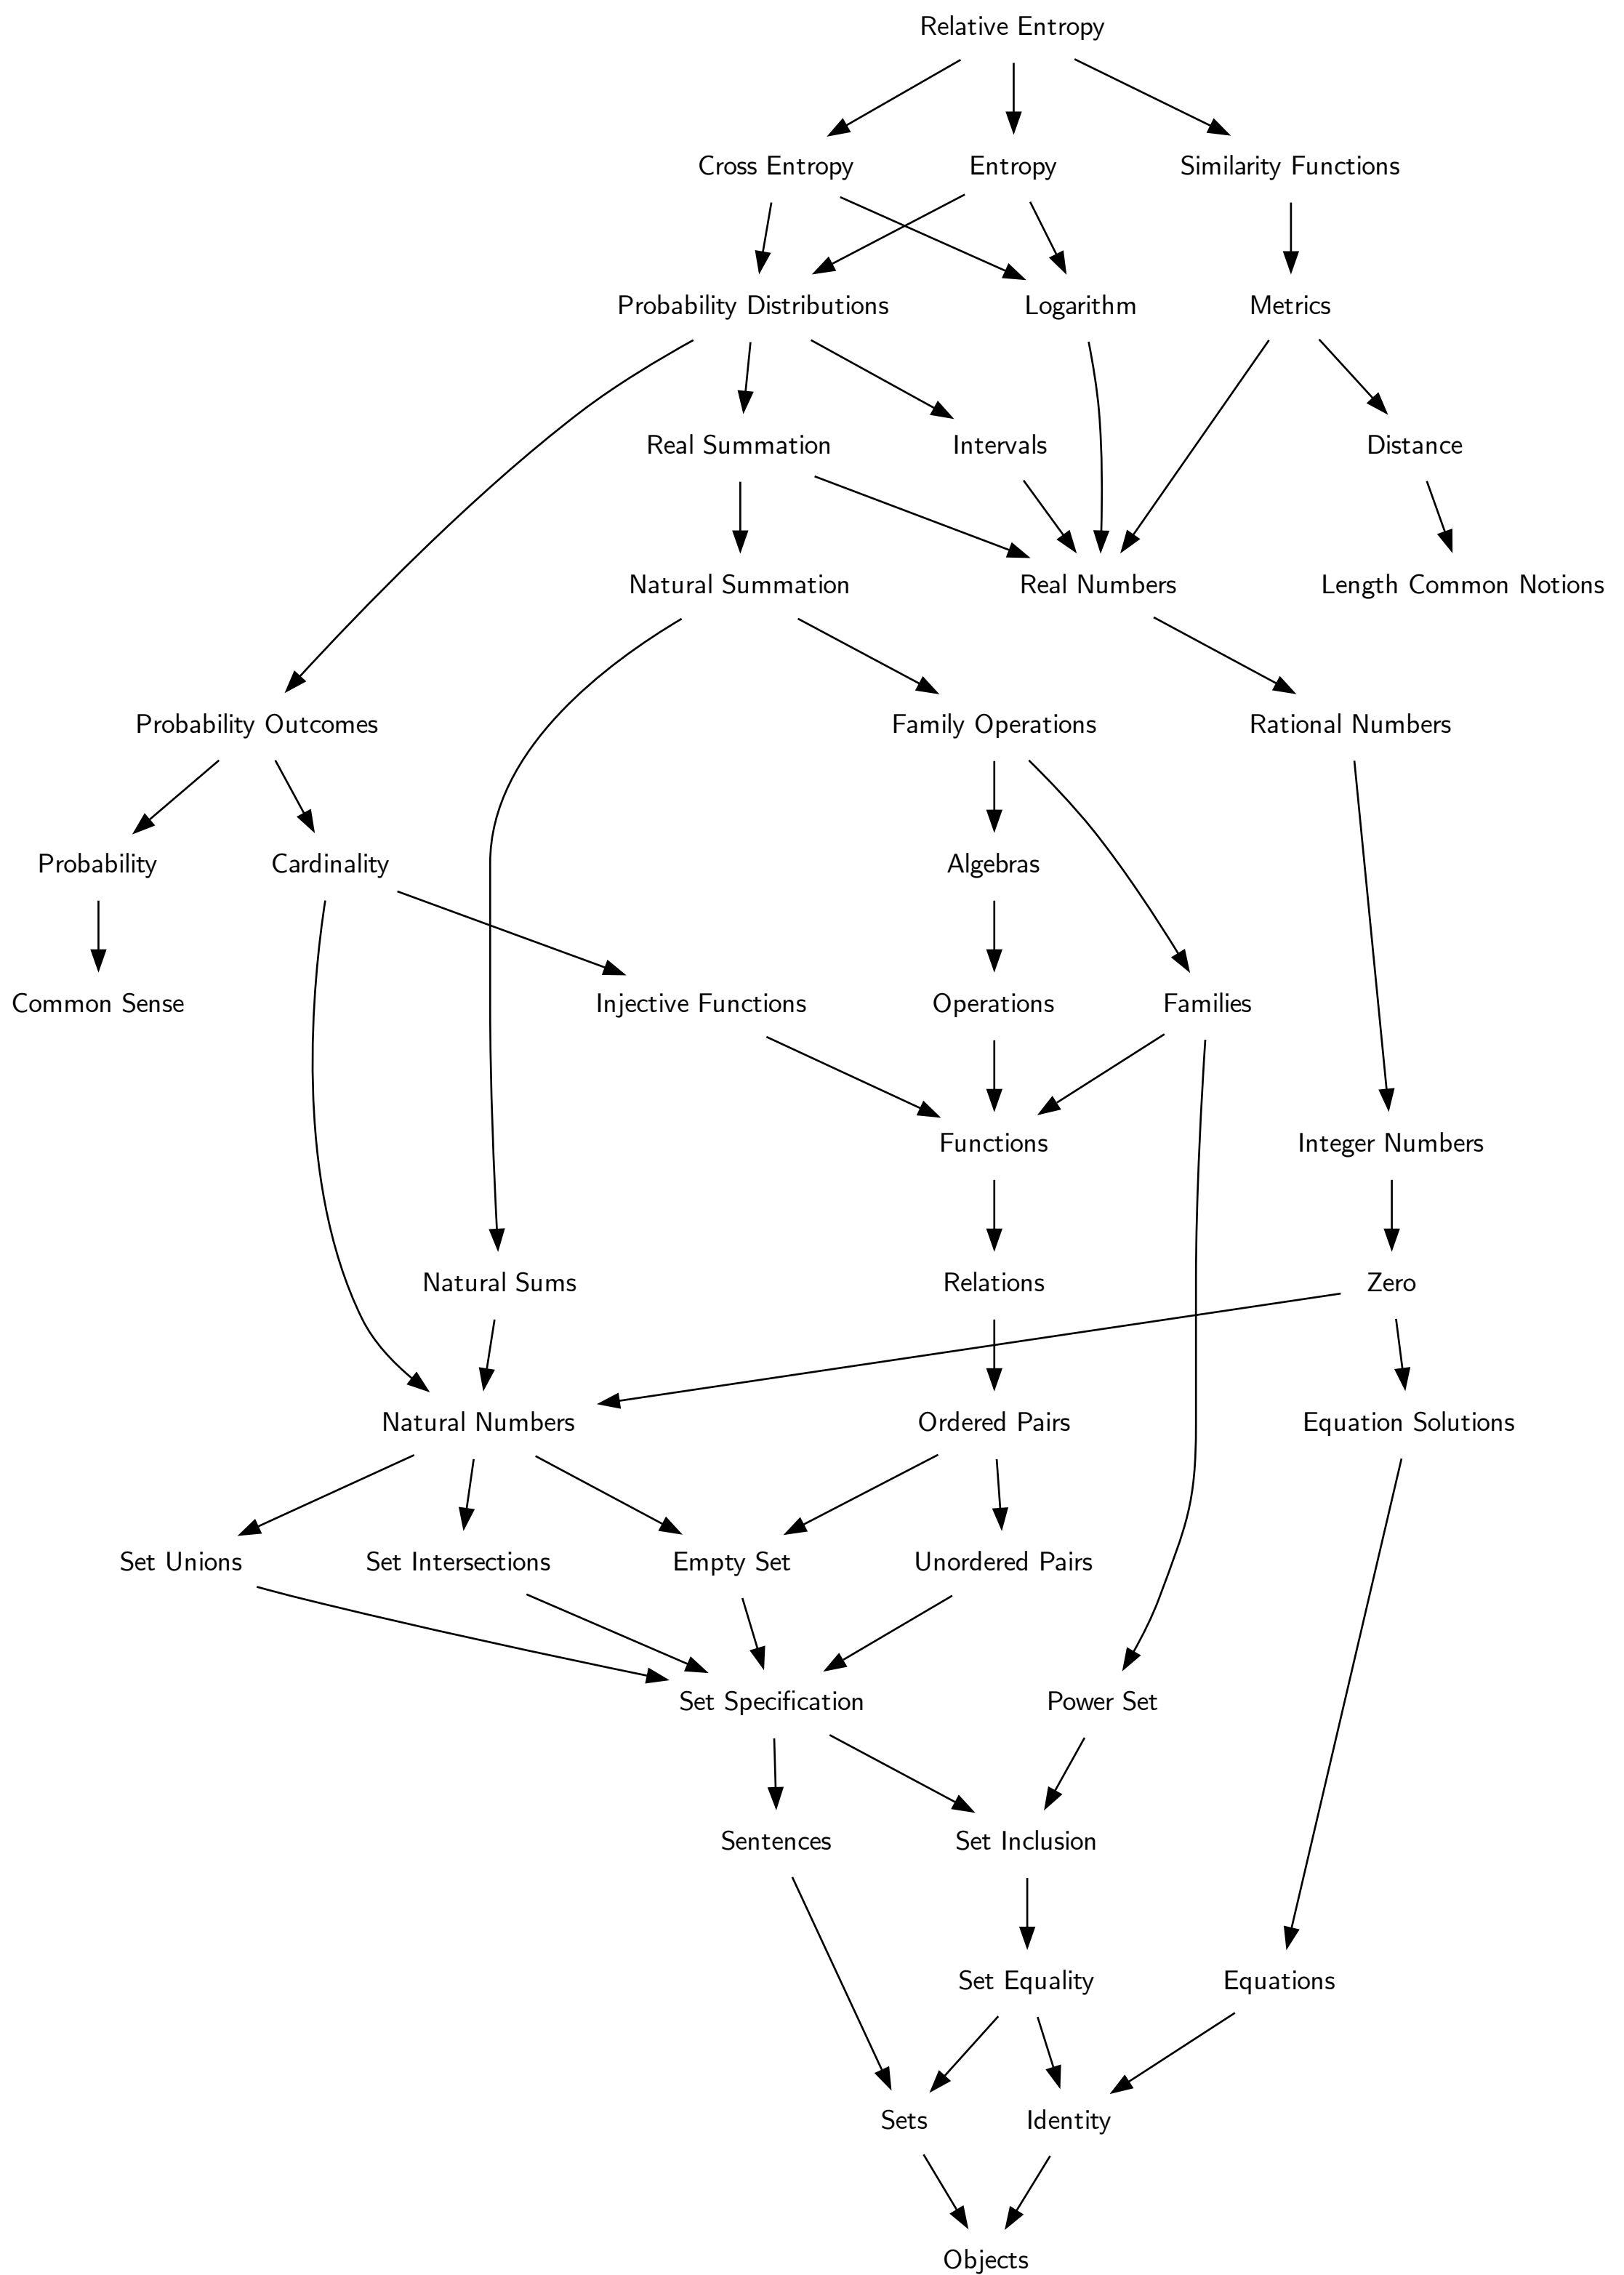 Relative Entropy
Cross Entropy
Entropy
Similarity Functions
Probability Distributions
Logarithm
Metrics
Real Summation
Intervals
Distance
Natural Summation
Real Numbers
Length Common Notions
Probability Outcomes
Family Operations
Rational Numbers
Probability
Cardinality
Algebras
Common Sense
Injective Functions
Operations
Families
Functions
Integer Numbers
Natural Sums
Relations
Zero
Natural Numbers
Ordered Pairs
Equation Solutions
Set Unions
Set Intersections
Empty Set
Unordered Pairs
Set Specification
Power Set
Sentences
Set Inclusion
Set Equality
Equations
Sets
Identity
Objects